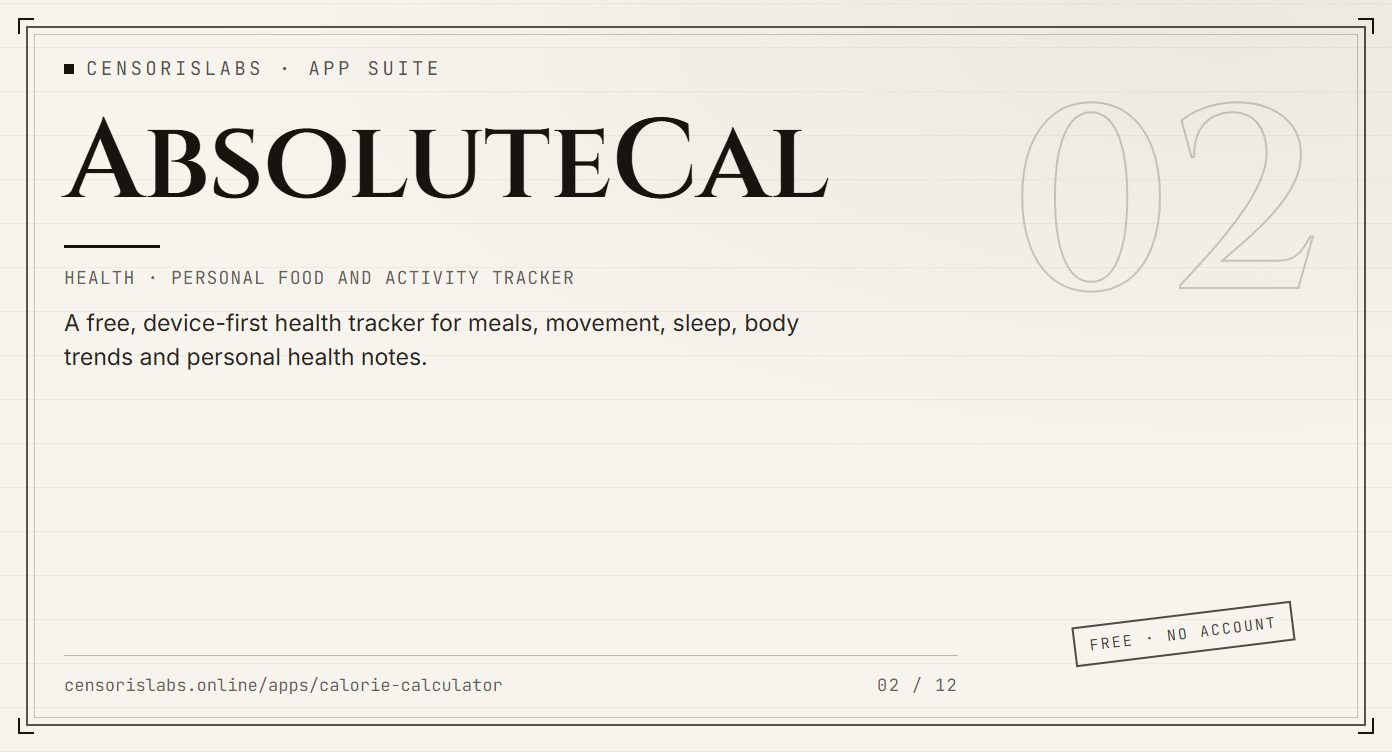 CENSORISLABS · APP SUITE
ABSOLUTECAL
02
HEALTH · PERSONAL FOOD AND ACTIVITY TRACKER
A free, device-first health tracker for meals, movement, sleep, body
trends and personal health notes.
FREE · NO ACCOUNT
censorislabs.online/apps/calorie-calculator
02 / 12